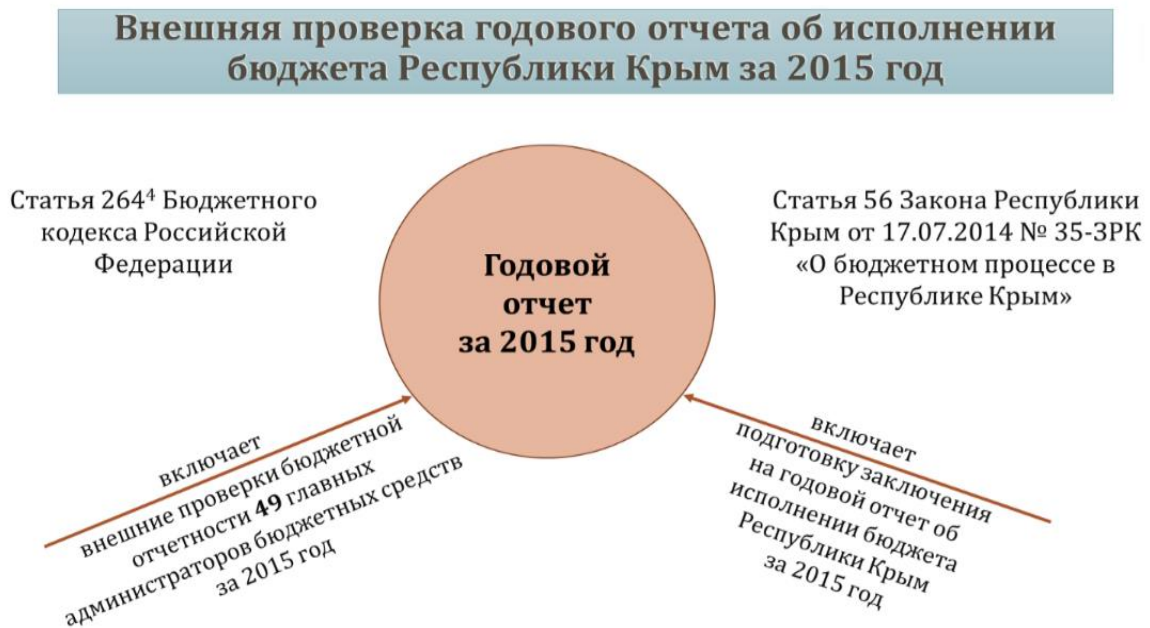 Внешняя проверка годового отчета об исполнении
бюджета Республики Крым за 2015 год
Статья 264⁴ Бюджетного
кодекса Российской
Федерации
Годовой
отчет
за 2015 год
Статья 56 Закона Республики
Крым от 17.07.2014 № 35-ЗРК
«О бюджетном процессе в
Республике Крым»
включает
внешние проверки бюджетной
отчетности 49 главных
администраторов бюджетных средств
за 2015 год
включает
подготовку заключения
на годовой отчет об
исполнении бюджета
Республики Крым
за 2015 год